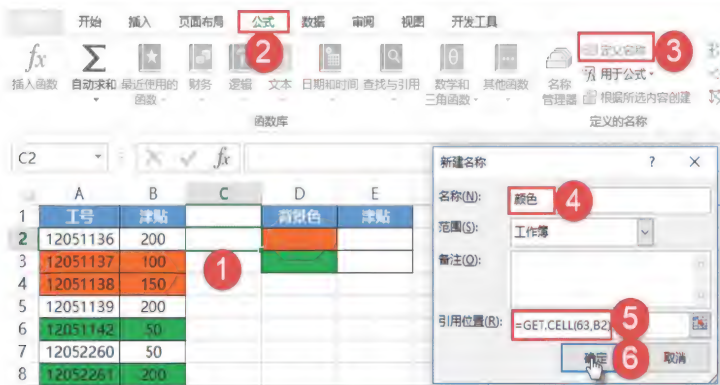 开始 插入 页面布局 公式 数据 审阅 视图 开发工具
2
定义名称 3
fx Σ θ
用于公式
插入函数 自动求和 最近使用的 财务 逻辑 文本 日期和时间 查找与引用 数学和 其他函数 名称
函数 三角函数 管理器 根据所选内容创建
函数库 定义的名称
C2 fx
新建名称 ? ×
A B C D E
名称(N): 颜色 4
1 工号 津贴 背景色 津贴
范围(S): 工作簿
2 12051136 200
备注(O):
3 12051137 100 1
4 12051138 150
5 12051139 200
引用位置(R): =GET.CELL(63,B2) 5
6 12051142 50
7 12052260 50
确定 6 取消
8 12052261 200